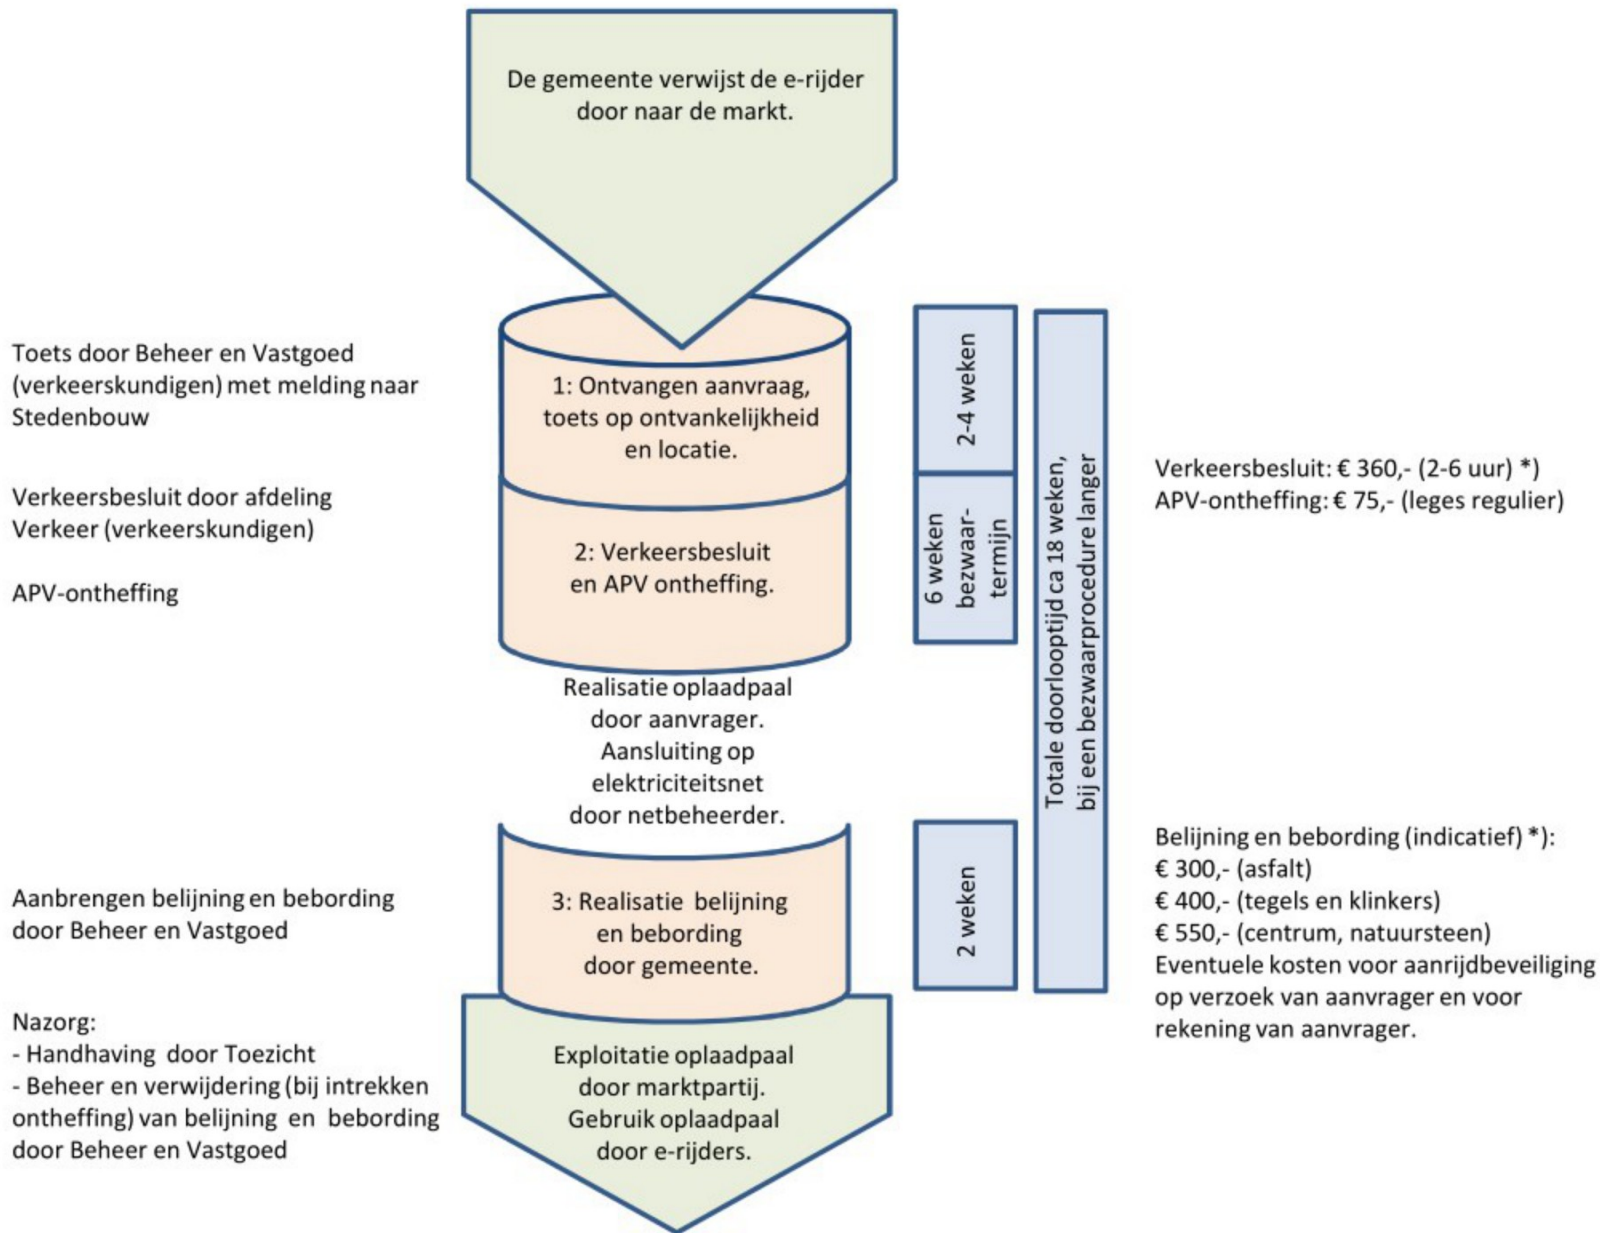 De gemeente verwijst de e-rijder
door naar de markt.
Toets door Beheer en Vastgoed
(verkeerskundigen) met melding naar
Stedenbouw
1: Ontvangen aanvraag,
toets op ontvankelijkheid
en locatie.
2-4 weken
Verkeersbesluit door afdeling
Verkeer (verkeerskundigen)
APV-ontheffing
2: Verkeersbesluit
en APV ontheffing.
6 weken
bezwaar-
termijn
Totale doorlooptijd ca 18 weken,
bij een bezwaarprocedure langer
Verkeersbesluit: € 360,- (2-6 uur) *)
APV-ontheffing: € 75,- (leges regulier)
Realisatie oplaadpaal
door aanvrager.
Aansluiting op
elektriciteitsnet
door netbeheerder.
Aanbrengen belijning en bebording
door Beheer en Vastgoed
3: Realisatie belijning
en bebording
door gemeente.
2 weken
Belijning en bebording (indicatief) *):
€ 300,- (asfalt)
€ 400,- (tegels en klinkers)
€ 550,- (centrum, natuursteen)
Eventuele kosten voor aanrijdbeveiliging
op verzoek van aanvrager en voor
rekening van aanvrager.
Nazorg:
- Handhaving door Toezicht
- Beheer en verwijdering (bij intrekken
ontheffing) van belijning en bebording
door Beheer en Vastgoed
Exploitatie oplaadpaal
door marktpartij.
Gebruik oplaadpaal
door e-rijders.